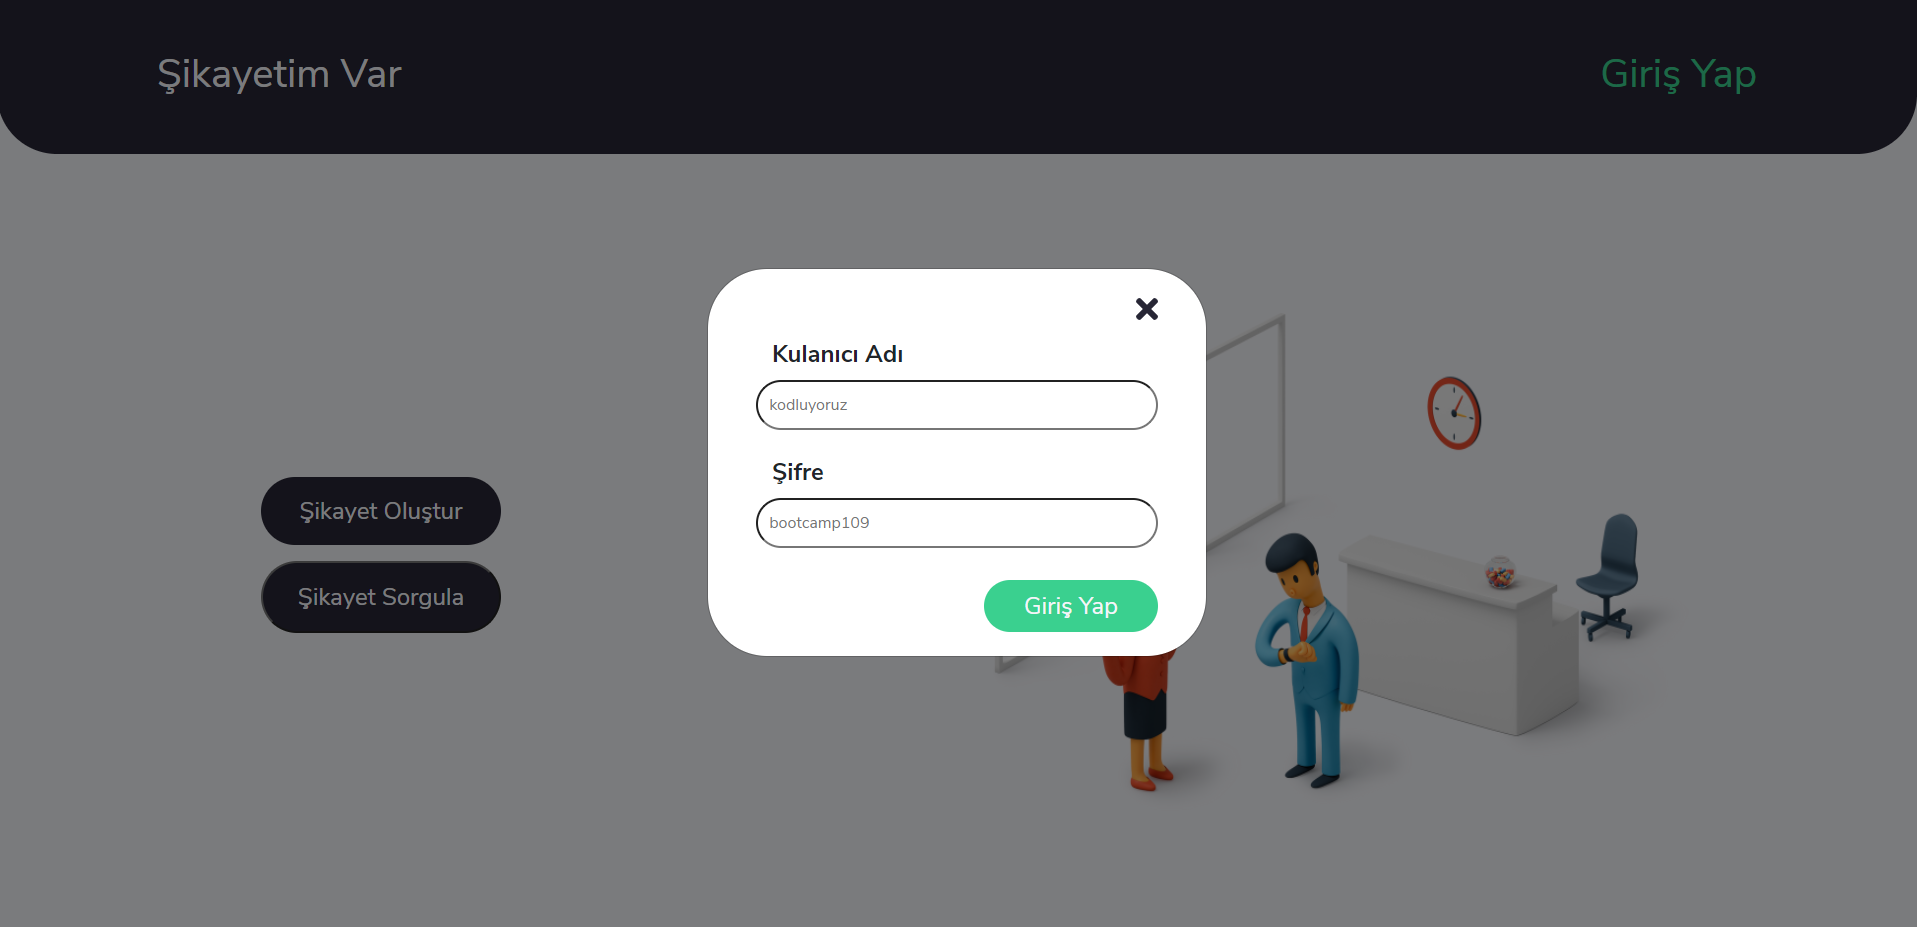 Şikayetim Var
Giriş Yap
Kulanıcı Adı
kodluyoruz
Şifre
bootcamp109
Giriş Yap
Şikayet Oluştur
Şikayet Sorgula